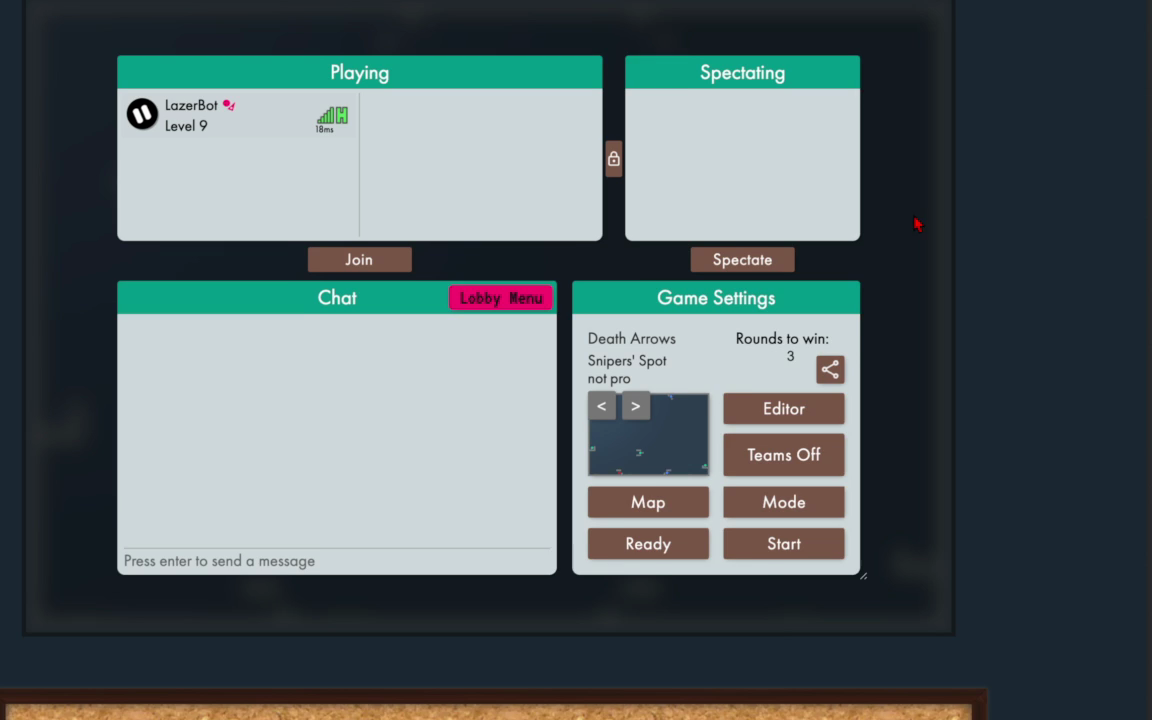 Playing
Spectating
LazerBot
Level 9
18ms
H
Join
Spectate
Chat
Lobby Menu
Game Settings
Death Arrows
Rounds to win:
3
Snipers' Spot
not pro
< >
Editor
Teams Off
Map
Mode
Ready
Start
Press enter to send a message